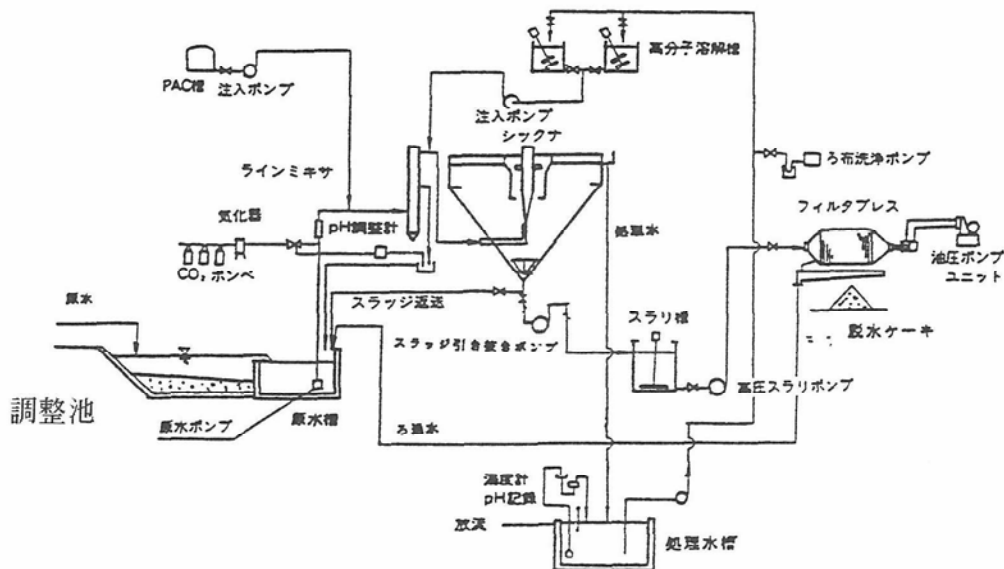 高分子溶解槽
PAC槽
注入ポンプ
注入ポンプ
シックナ
ラインミキサ
ろ布洗浄ポンプ
気化器
pH調整計
フィルタプレス
処理水
CO₂ボンベ
油圧ポンプ
ユニット
原水
スラッジ返送
スラリ槽
脱水ケーキ
スラッジ引
ポンプ
高圧スラリポンプ
調整池
原水ポンプ
原水槽
ろ過水
pH記録
放流
処理水槽